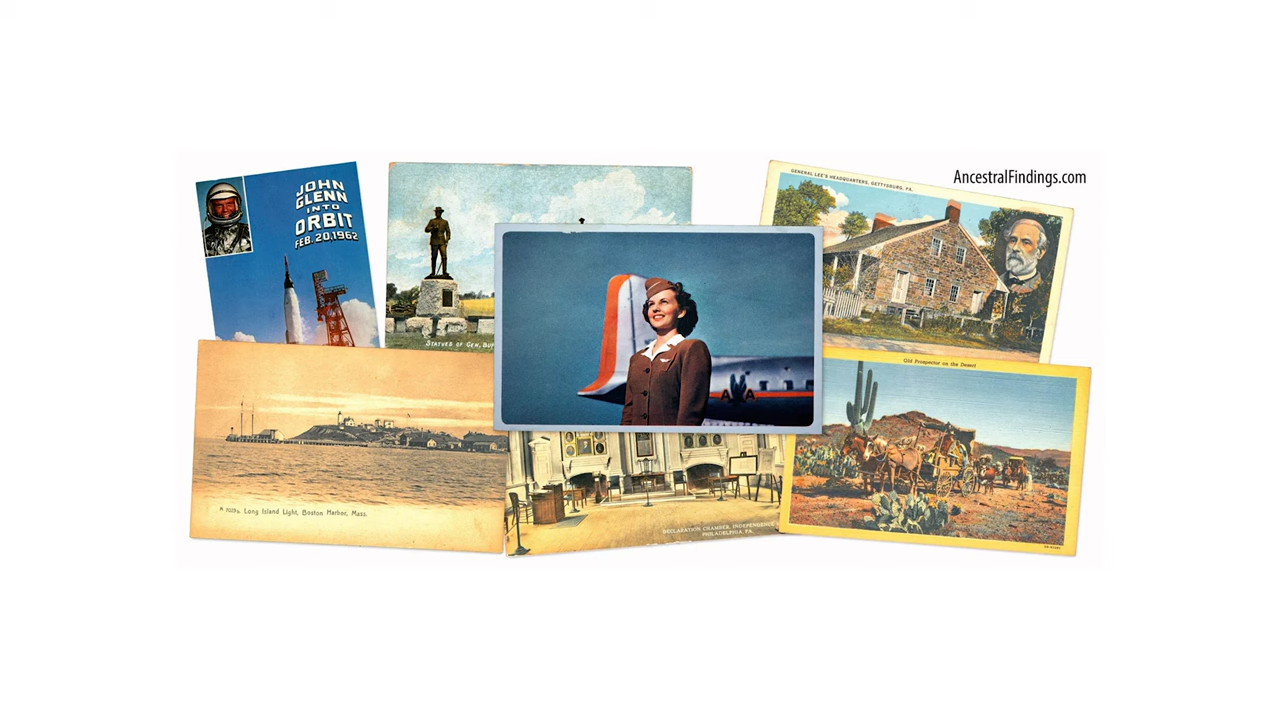 AncestralFindings.com
JOHN
GLENN
INTO
ORBIT
FEB. 20, 1962
STATUES OF GEN. BUF
GENERAL LEE'S HEADQUARTERS, GETTYSBURG, PA.
AA
Long Island Light, Boston Harbor, Mass.
DECLARATION CHAMBER, INDEPENDENCE
PHILADELPHIA, PA.
Old Prospector on the Desert